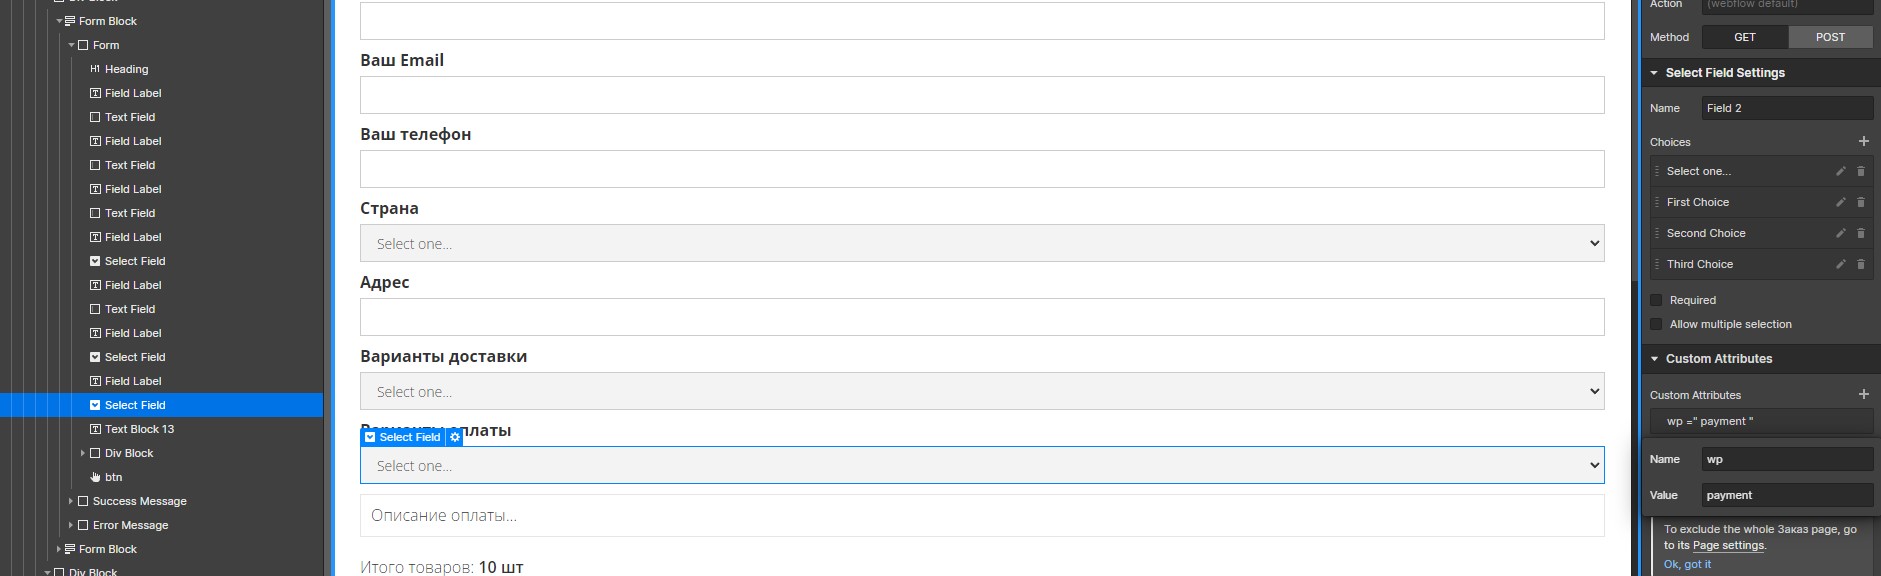 Form Block
Form
Heading
Field Label
Text Field
Field Label
Text Field
Field Label
Text Field
Field Label
Select Field
Field Label
Text Field
Field Label
Select Field
Field Label
Select Field
Text Block 13
Div Block
btn
Success Message
Error Message
Form Block
Div Block
Ваш Email
Ваш телефон
Страна
Select one...
Адрес
Варианты доставки
Select one...
оплаты
Select Field
Select one...
Описание оплаты...
Итого товаров: 10 шт
Action (webflow default)
Method GET POST
Select Field Settings
Name Field 2
Choices
Select one...
First Choice
Second Choice
Third Choice
Required
Allow multiple selection
Custom Attributes
Custom Attributes
wp =" payment "
Name wp
Value payment
To exclude the whole Заказ page, go
to its Page settings.
Ok, got it